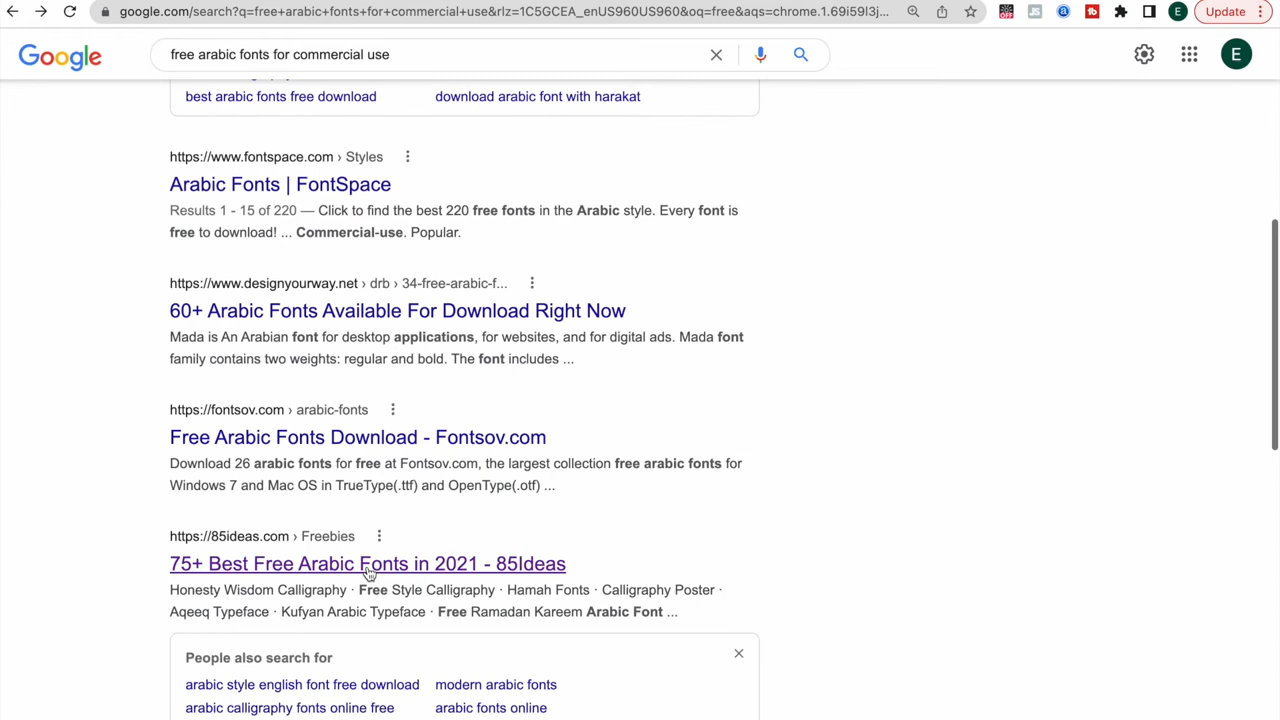 google.com/search?q=free+arabic+fonts+for+commercial+use&rlz=1C5GCEA_enUS960US960&oq=free&aqs=chrome.1.69i59l3j...
Update
Google
free arabic fonts for commercial use
E
best arabic fonts free download
download arabic font with harakat
https://www.fontspace.com › Styles
Arabic Fonts | FontSpace
Results 1 - 15 of 220 — Click to find the best 220 free fonts in the Arabic style. Every font is
free to download! ... Commercial-use. Popular.
https://www.designyourway.net › drb › 34-free-arabic-f...
60+ Arabic Fonts Available For Download Right Now
Mada is An Arabian font for desktop applications, for websites, and for digital ads. Mada font
family contains two weights: regular and bold. The font includes ...
https://fontsov.com › arabic-fonts
Free Arabic Fonts Download - Fontsov.com
Download 26 arabic fonts for free at Fontsov.com, the largest collection free arabic fonts for
Windows 7 and Mac OS in TrueType(.ttf) and OpenType(.otf) ...
https://85ideas.com › Freebies
75+ Best Free Arabic Fonts in 2021 - 85Ideas
Honesty Wisdom Calligraphy · Free Style Calligraphy · Hamah Fonts · Calligraphy Poster ·
Aqeeq Typeface · Kufyan Arabic Typeface · Free Ramadan Kareem Arabic Font ...
People also search for
arabic style english font free download
modern arabic fonts
arabic calligraphy fonts online free
arabic fonts online